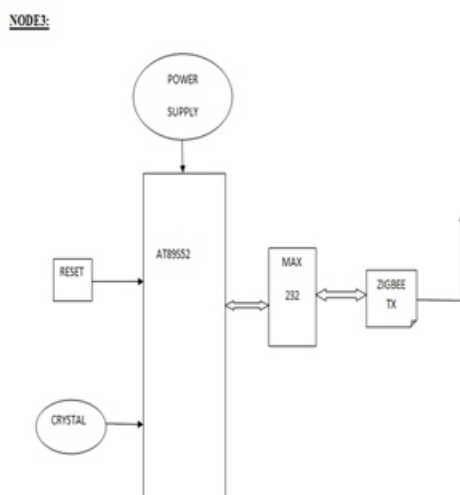 NODE3:
POWER
SUPPLY
AT89S52
RESET
MAX
232
ZIGBEE
TX
CRYSTAL